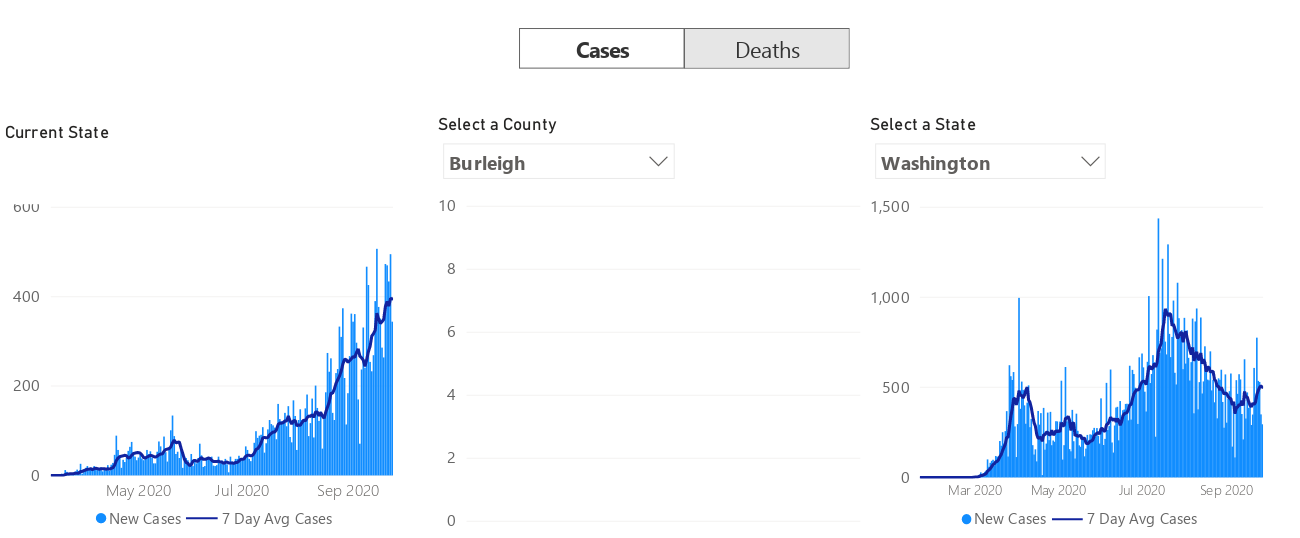 Cases Deaths
Current State
Select a County
Select a State
Burleigh
Washington
600
400
200
0
May 2020 Jul 2020 Sep 2020
New Cases 7 Day Avg Cases
10
8
6
4
2
0
1,500
1,000
500
0
Mar 2020 May 2020 Jul 2020 Sep 2020
New Cases 7 Day Avg Cases